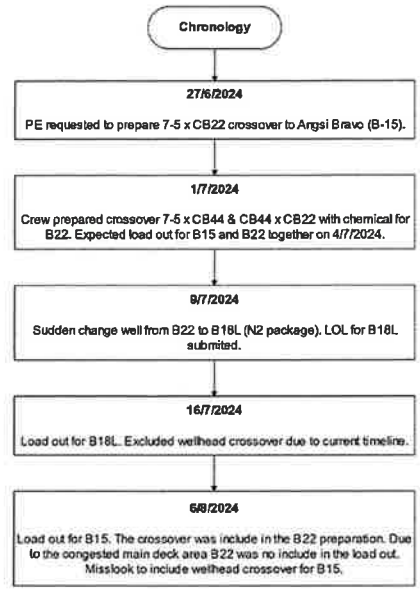 Chronology
27/6/2024
PE requested to prepare 7-5 x CB22 crossover to Angsi Bravo (B-15).
1/7/2024
Crew prepared crossover 7-5 x CB44 & CB44 x CB22 with chemical for
B22. Expected load out for B15 and B22 together on 4/7/2024.
9/7/2024
Sudden change well from B22 to B18L (N2 package). LOL for B18L
submited.
16/7/2024
Load out for B18L. Excluded wellhead crossover due to current timeline.
6/8/2024
Load out for B15. The crossover was include in the B22 preparation. Due
to the congested main deck area B22 was no include in the load out.
Misslook to include wellhead crossover for B15.